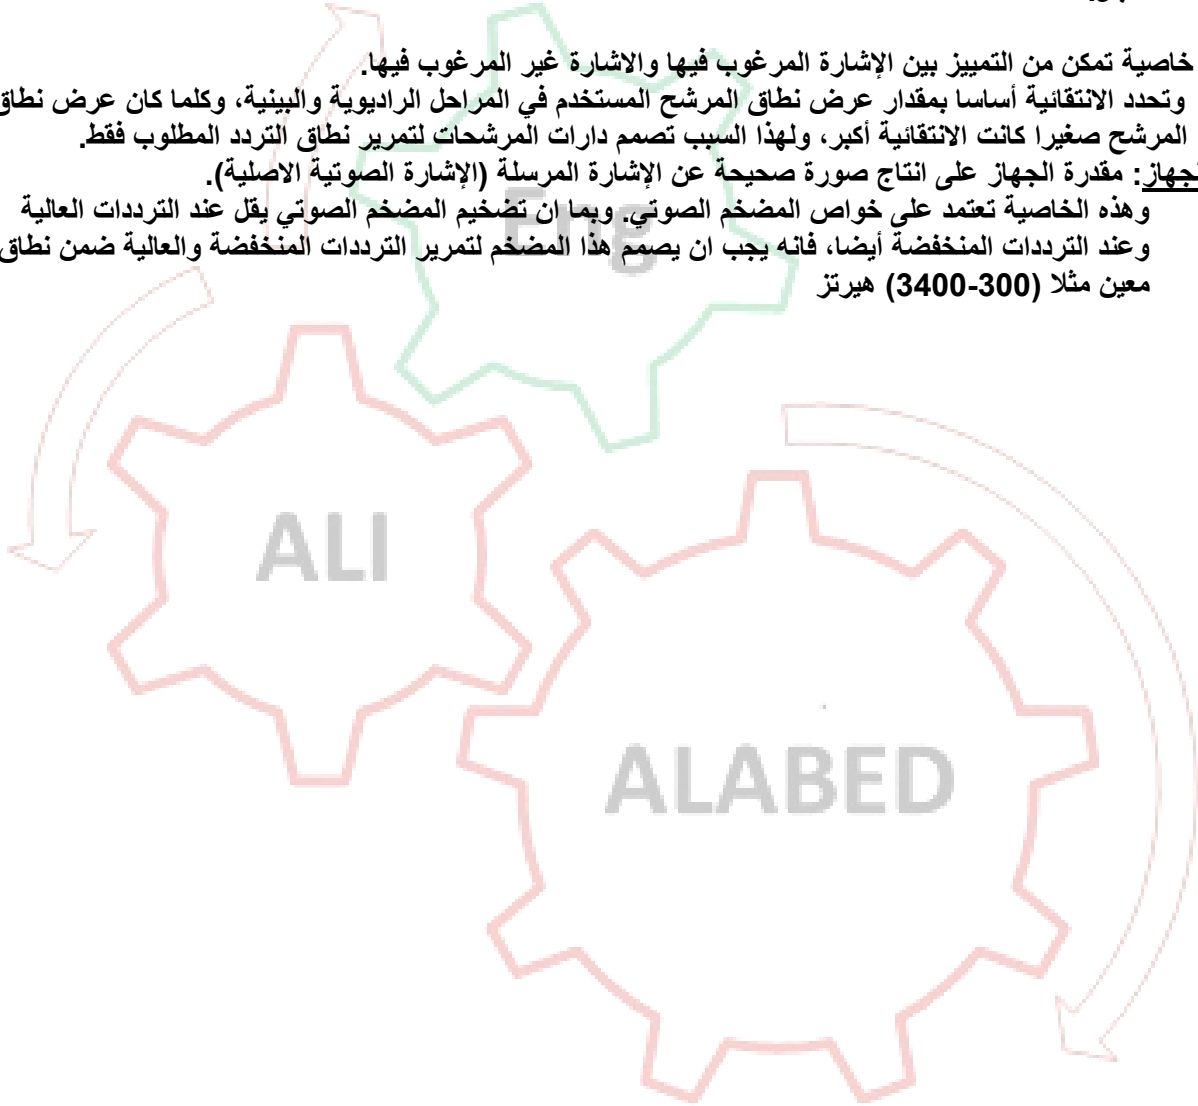 خاصية تمكن من التمييز بين الإشارة المرغوب فيها والاشارة غير المرغوب فيها.
وتحدد الانتقائية أساسا بمقدار عرض نطاق المرشح المستخدم في المراحل الراديوية والبينية، وكلما كان عرض نطاق
المرشح صغيرا كانت الانتقائية أكبر، ولهذا السبب تصمم دارات المرشحات لتمرير نطاق التردد المطلوب فقط.
: مقدرة الجهاز على انتاج صورة صحيحة عن الإشارة المرسلة (الإشارة الصوتية الاصلية).
وهذه الخاصية تعتمد على خواص المضخم الصوتي. وبما ان تضخيم المضخم الصوتي يقل عند الترددات العالية
وعند الترددات المنخفضة أيضا، فانه يجب ان يصمم هذا المضخم لتمرير الترددات المنخفضة والعالية ضمن نطاق
معين مثلا (300-3400) هيرتز
Eng
ALI
ALABED